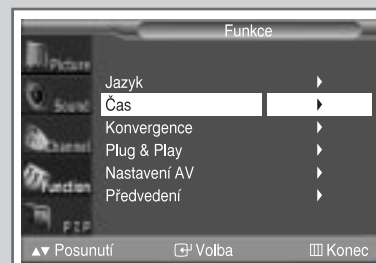 Funkce
Picture
Sound
Channel
Function
PIP
Jazyk
Čas
Konvergence
Plug & Play
Nastavení AV
Předvedení
▲▼ Posunutí
Volba
Konec